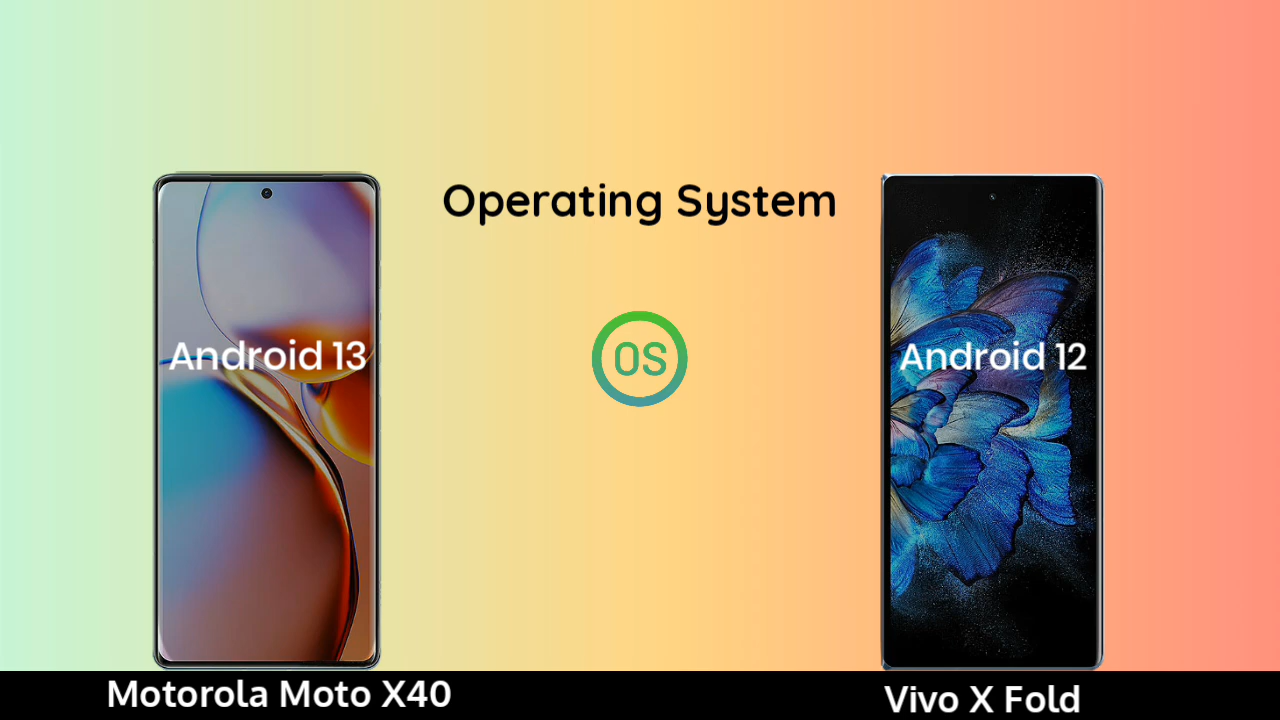 Operating System
Android 13
OS
Android 12
Motorola Moto X40
Vivo X Fold